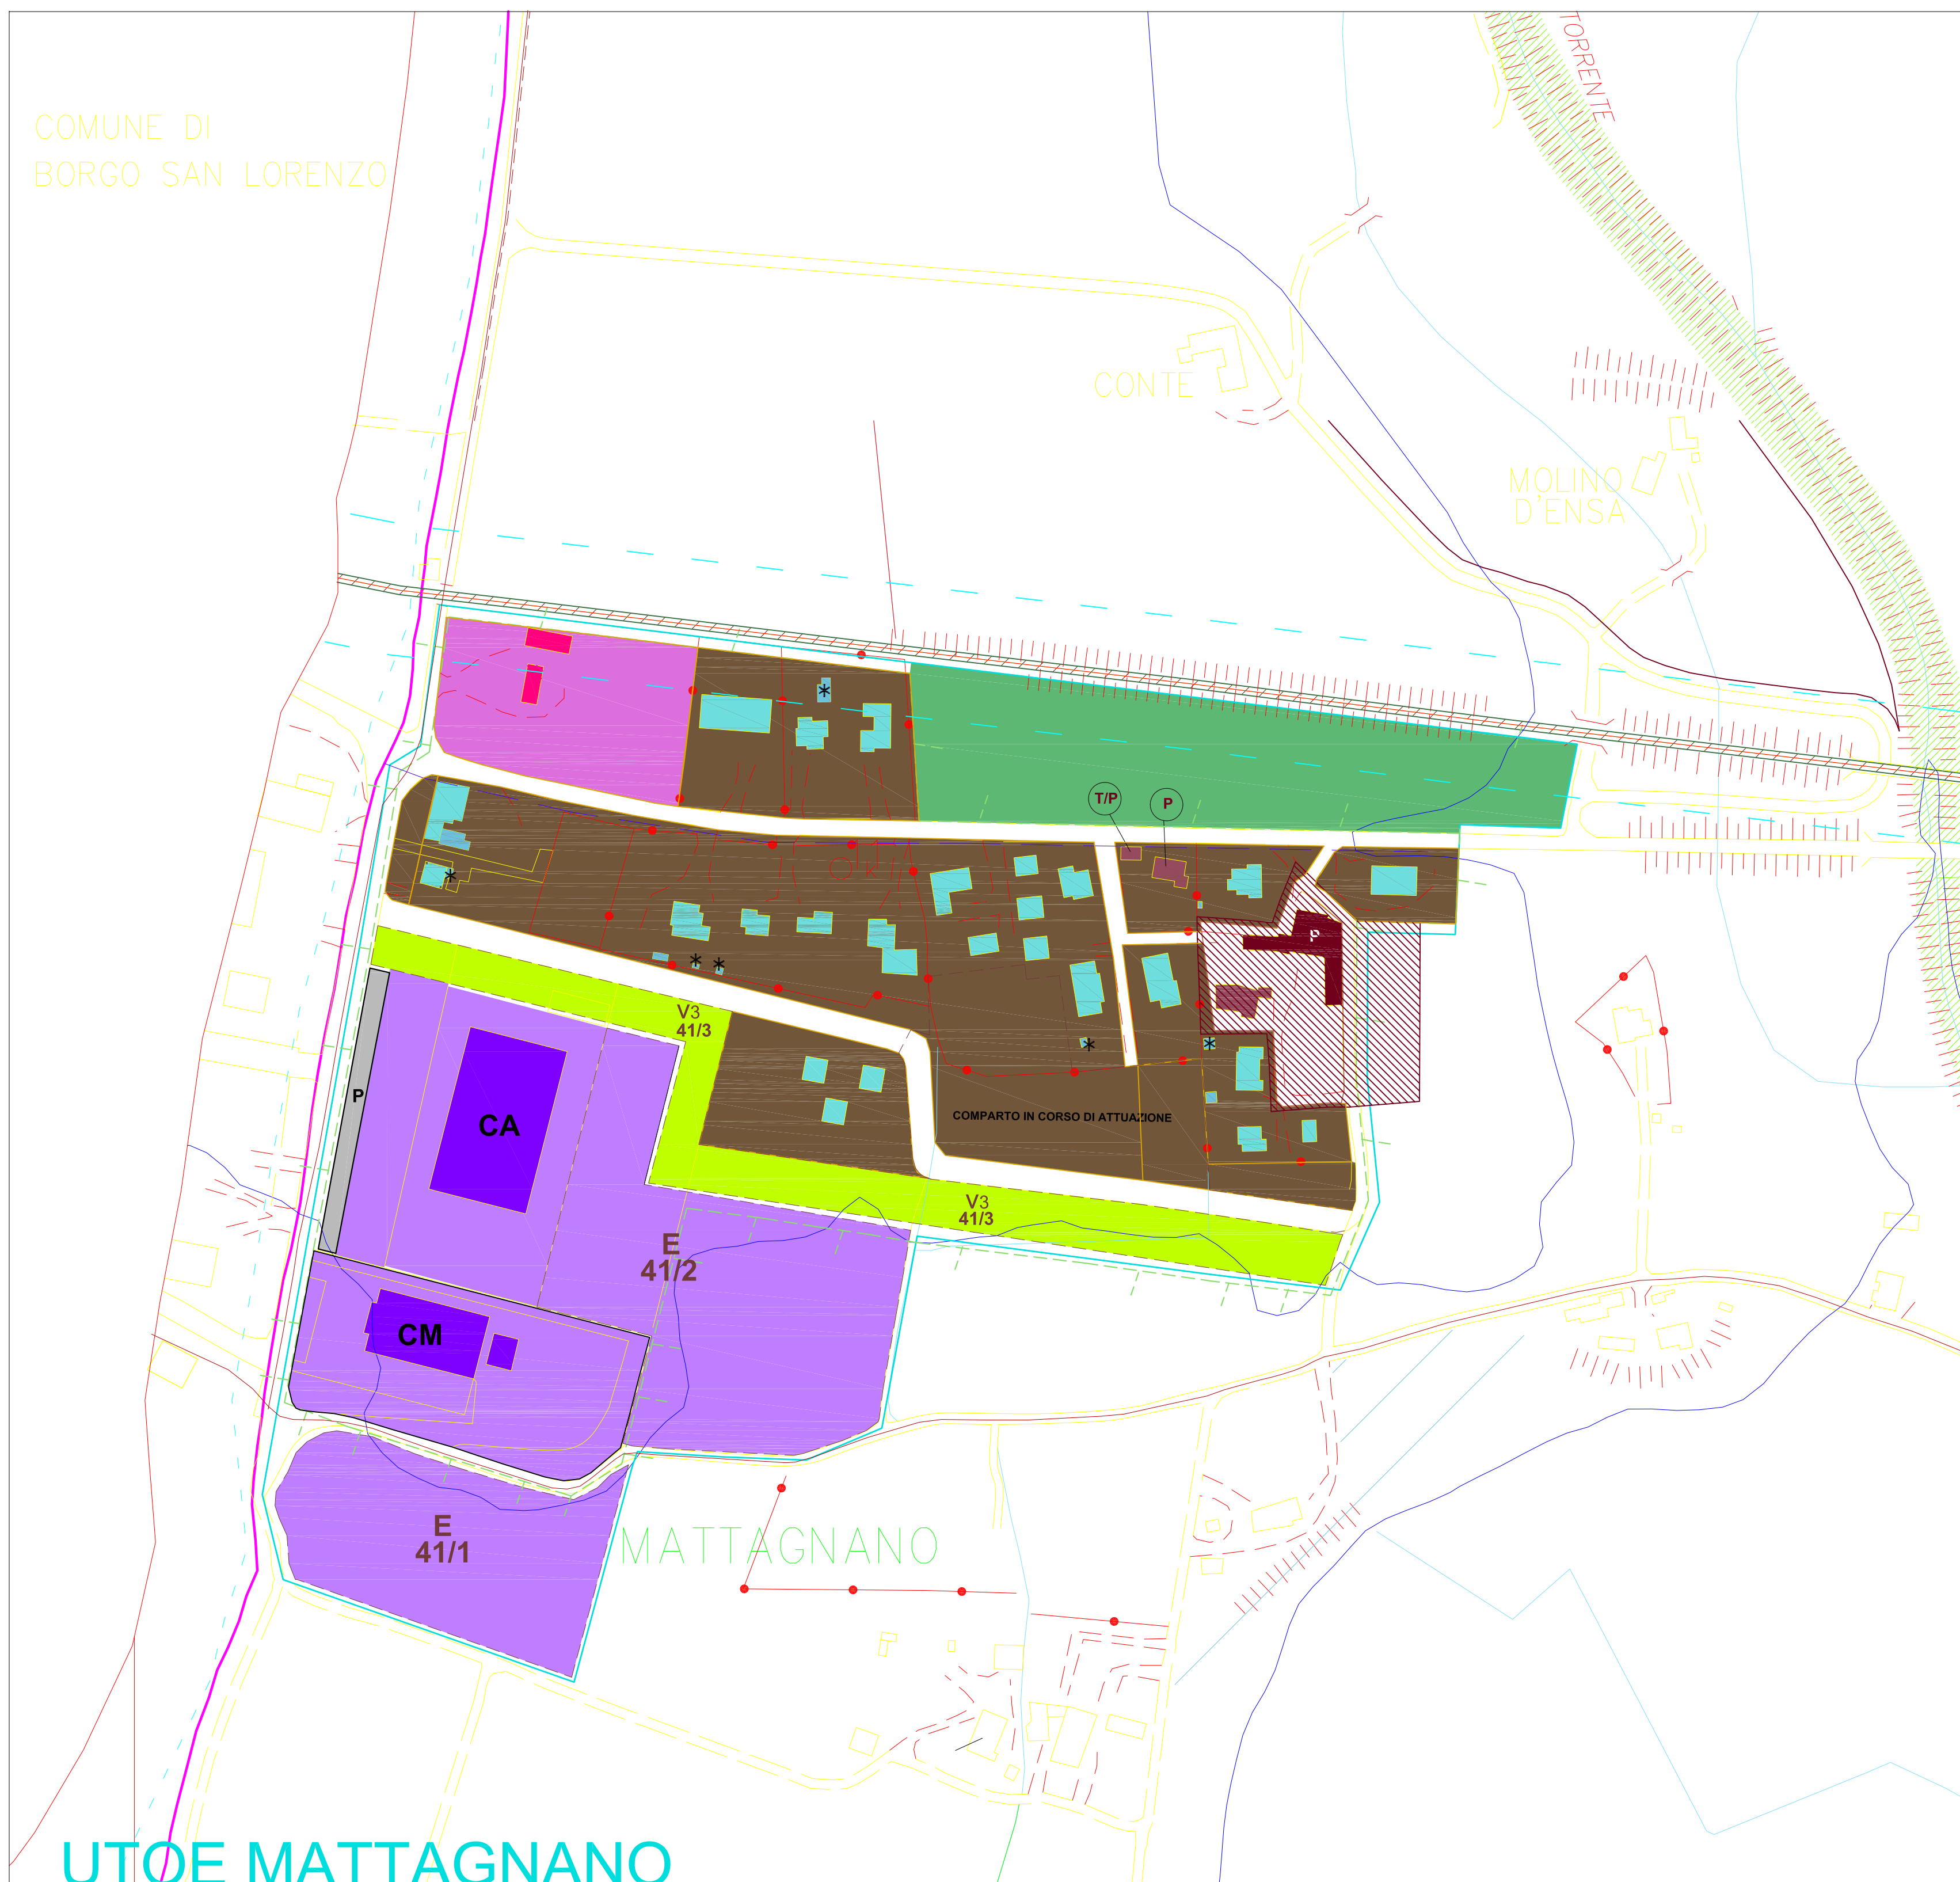 TORRENTE
COMUNE DI
BORGO SAN LORENZO
CONTE
MOLINO
D'ENSA
T/P
P
P
V3
41/3
P
CA
COMPARTO IN CORSO DI ATTUAZIONE
V3
41/3
E
41/2
CM
E
41/1
MATTAGNANO
UTOE MATTAGNANO